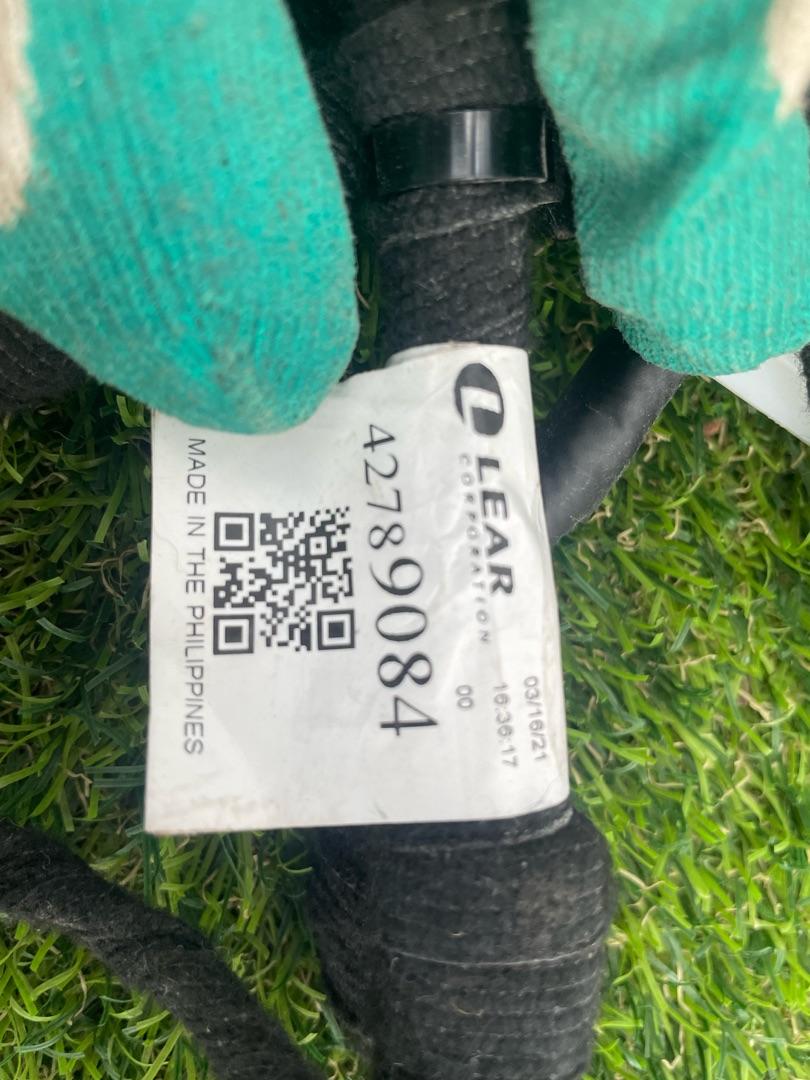 LEAR
CORPORATION
03/16/21
16:36:17
00
42789084
MADE IN THE PHILIPPINES